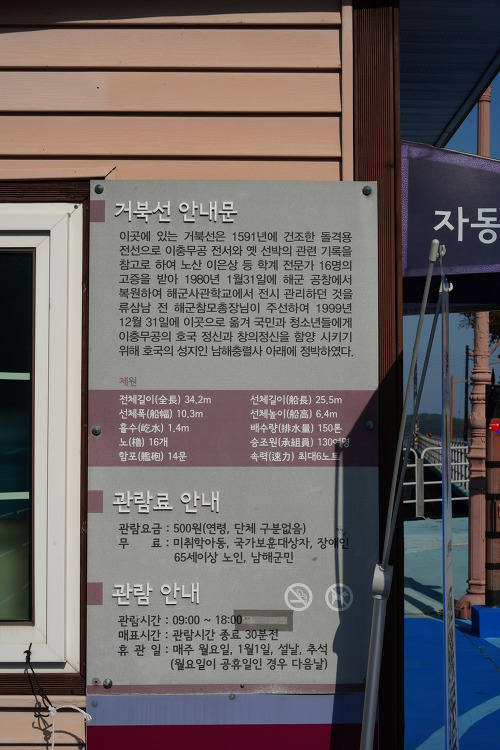 거북선 안내문
이곳에 있는 거북선은 1591년에 건조한 돌격용
전선으로 이충무공 전서와 옛 선박의 관련 기록을
참고로 하여 노산 이은상 등 학계 전문가 16명의
고증을 받아 1980년 1월31일에 해군 공창에서
복원하여 해군사관학교에서 전시 관리하던 것을
류삼남 전 해군참모총장님이 주선하여 1999년
12월 31일에 이곳으로 옮겨 국민과 청소년들에게
이충무공의 호국 정신과 창의정신을 함양 시키기
위해 호국의 성지인 남해충렬사 아래에 정박하였다.
제원
전체길이(全長) 34,2m 선체길이(船長) 25,5m
선체폭(船幅) 10,3m 선체높이(船高) 6,4m
흘수(屹水) 1,4m 배수량(排水量) 150톤
노(櫓) 16개 승조원(承組員) 130여명
함포(艦砲) 14문 속력(速力) 최대6노트
관람료 안내
관람요금 : 500원(연령, 단체 구분없음)
무 료 : 미취학아동, 국가보훈대상자, 장애인
65세이상 노인, 남해군민
관람 안내
관람시간 : 09:00 ~ 18:00
매표시간 : 관람시간 종료 30분전
휴 관 일 : 매주 월요일, 1월1일, 설날, 추석
(월요일이 공휴일인 경우 다음날)
자동